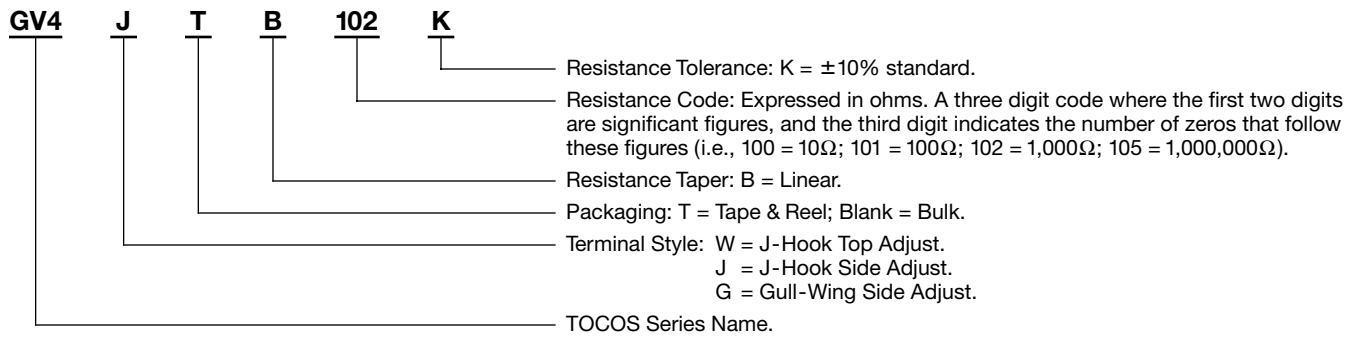 GV4 J T B 102 K
Resistance Tolerance: K = ±10% standard.
Resistance Code: Expressed in ohms. A three digit code where the first two digits
are significant figures, and the third digit indicates the number of zeros that follow
these figures (i.e., 100 = 10Ω; 101 = 100Ω; 102 = 1,000Ω; 105 = 1,000,000Ω).
Resistance Taper: B = Linear.
Packaging: T = Tape & Reel; Blank = Bulk.
Terminal Style: W = J-Hook Top Adjust.
J = J-Hook Side Adjust.
G = Gull-Wing Side Adjust.
TOCOS Series Name.